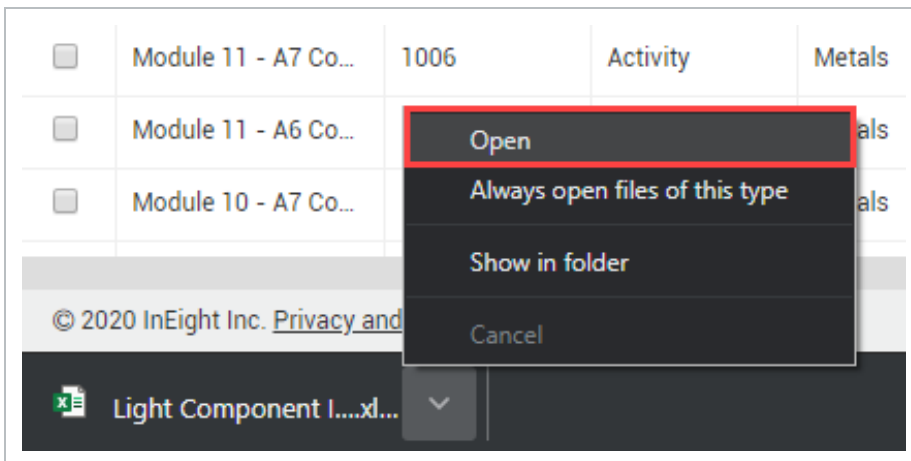 Module 11 - A7 Co... 1006 Activity Metals
Module 11 - A6 Co... als
Open
Always open files of this type
Module 10 - A7 Co... als
Show in folder
© 2020 InEight Inc. Privacy and
Cancel
Light Component I....xl...